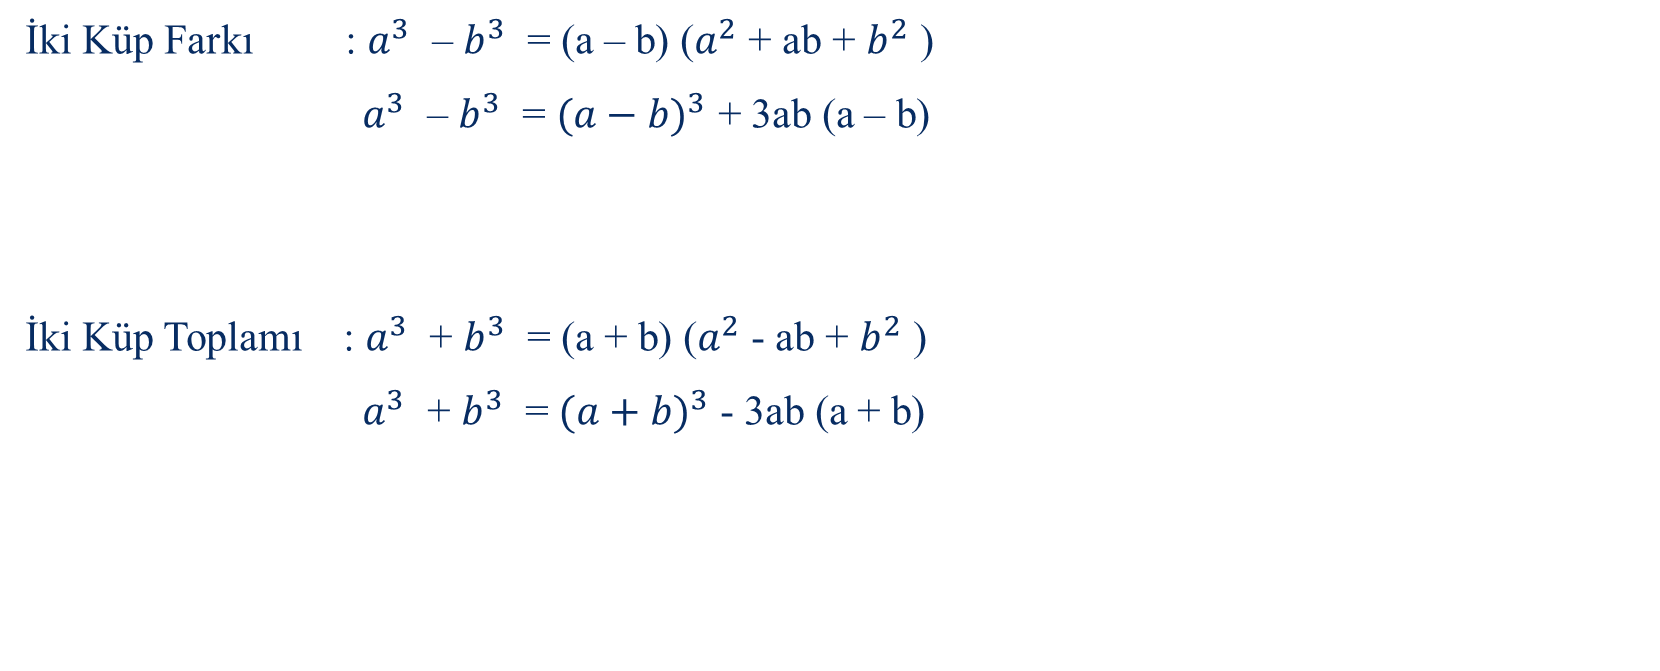 İki Küp Farkı : a³ – b³ = (a – b) (a² + ab + b² )
a³ – b³ = (a − b)³ + 3ab (a – b)
İki Küp Toplamı : a³ + b³ = (a + b) (a² - ab + b² )
a³ + b³ = (a + b)³ - 3ab (a + b)